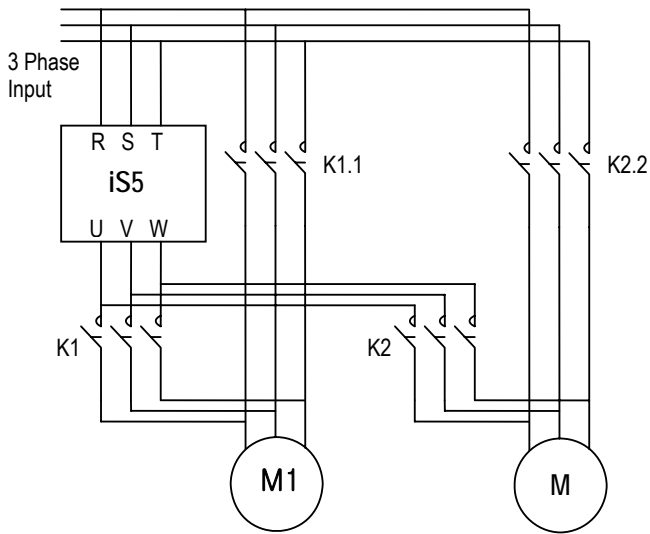 3 Phase
Input
R S T
iS5
U V W
K1.1
K2.2
K1
K2
M1
M